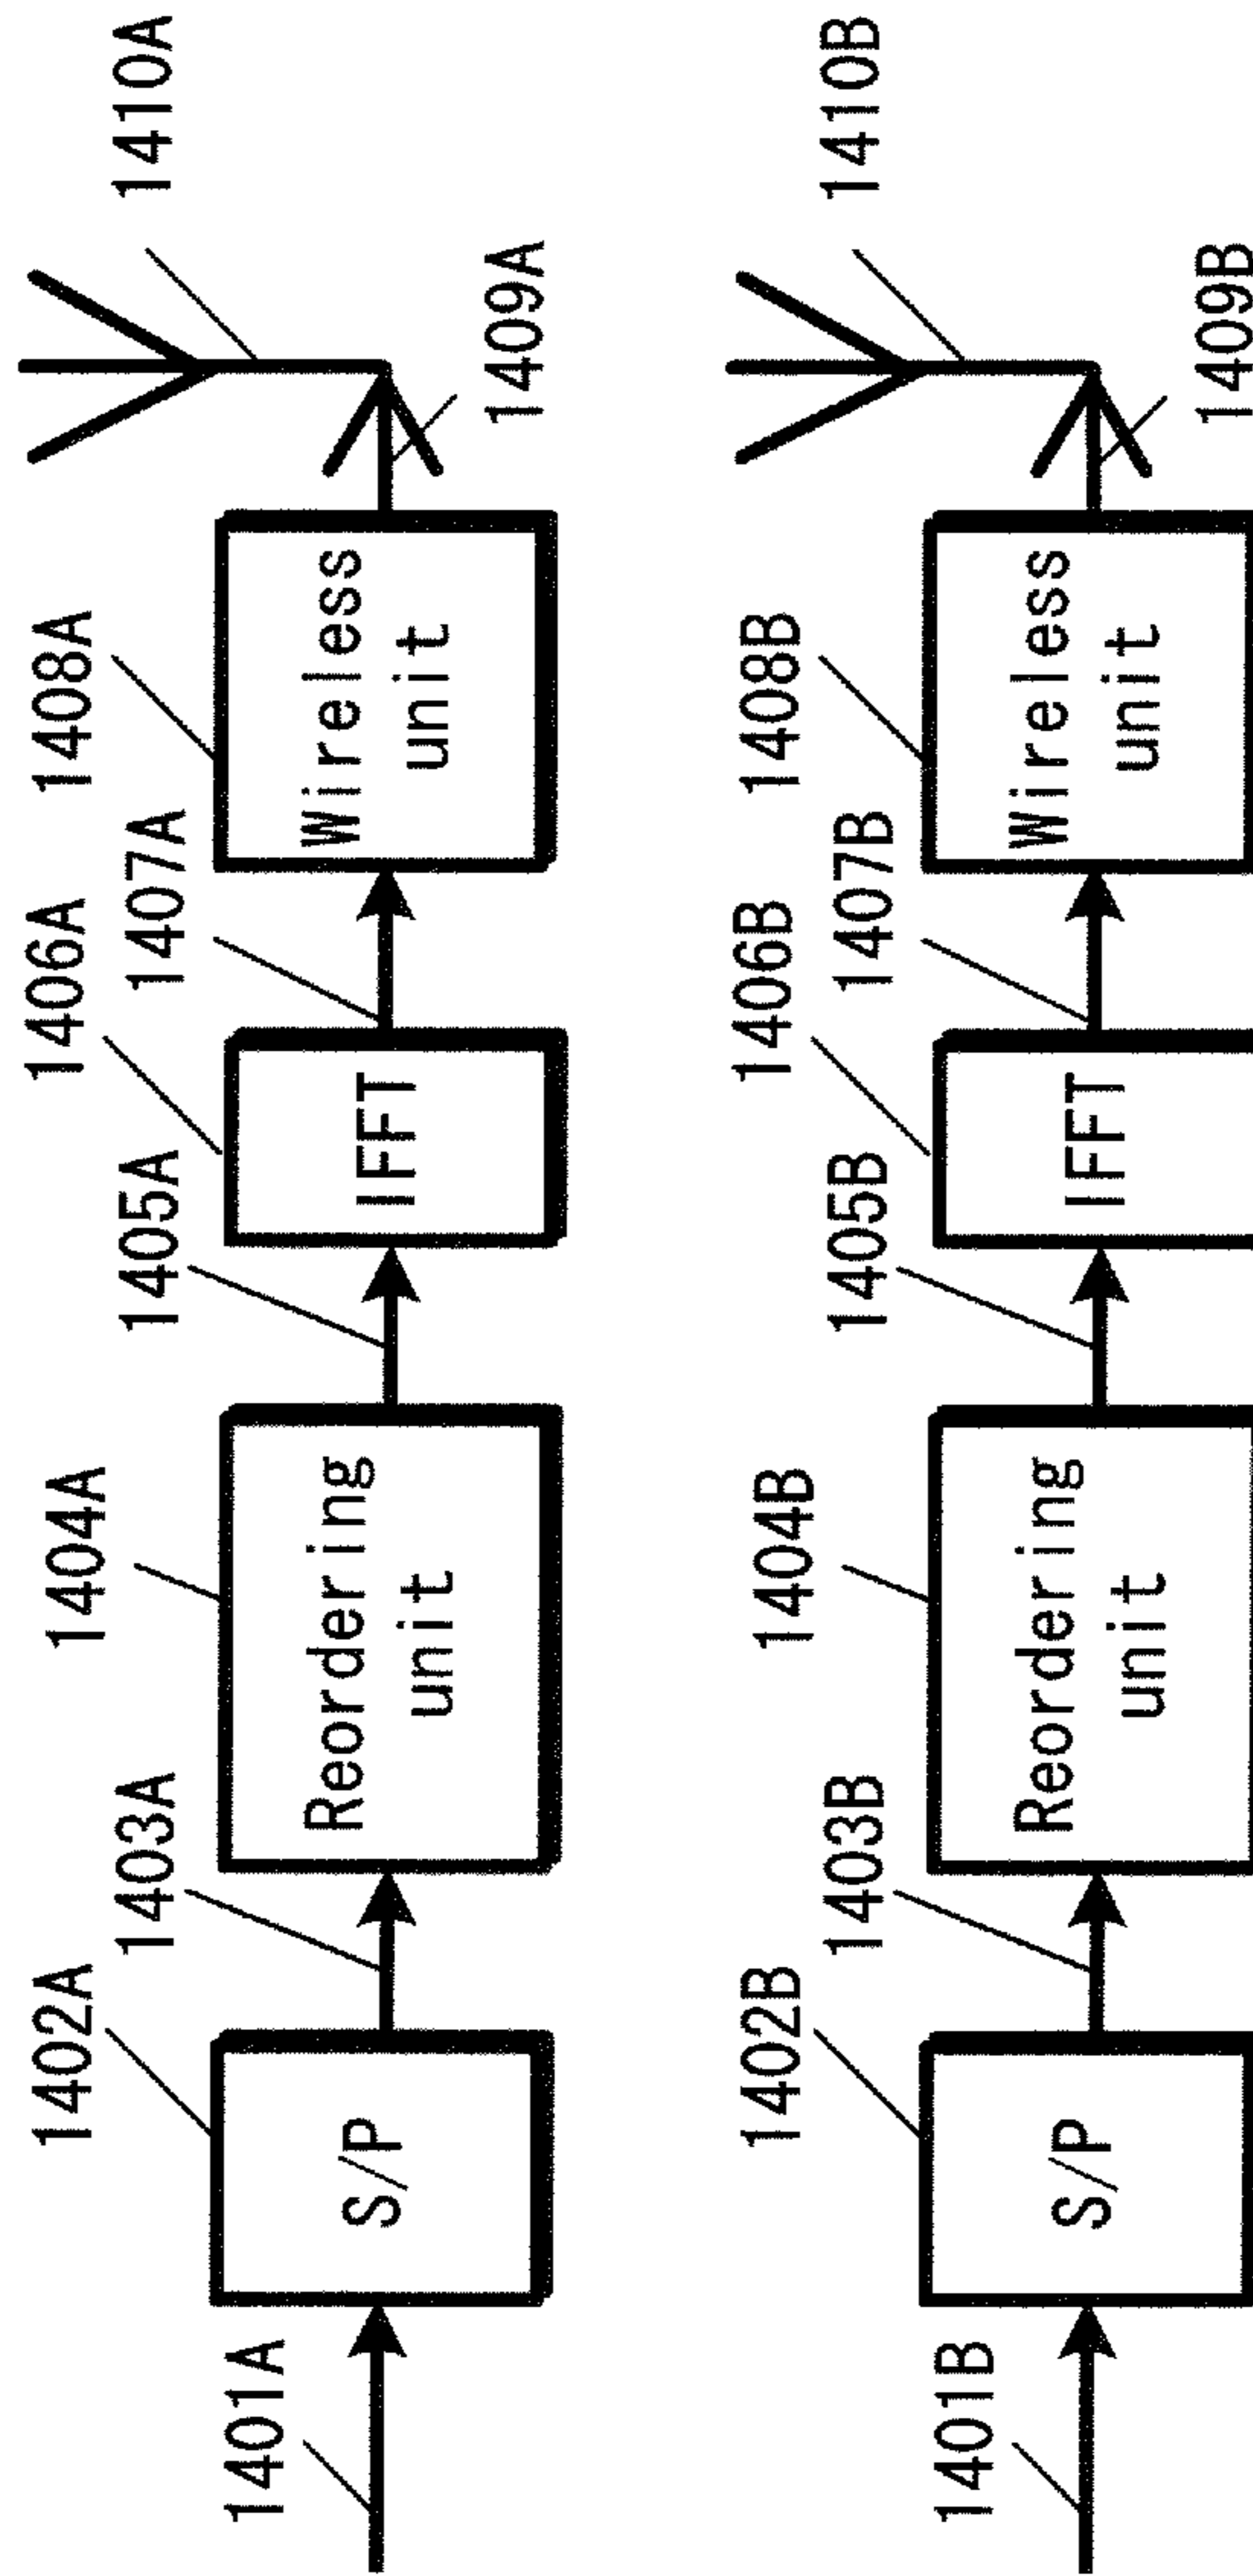 1401A
1402A
S/P
1403A
1404A
Reordering
unit
1405A
1406A
IFFT
1407A
1408A
Wireless
unit
1409A
1410A
1401B
1402B
S/P
1403B
1404B
Reordering
unit
1405B
1406B
IFFT
1407B
1408B
Wireless
unit
1409B
1410B